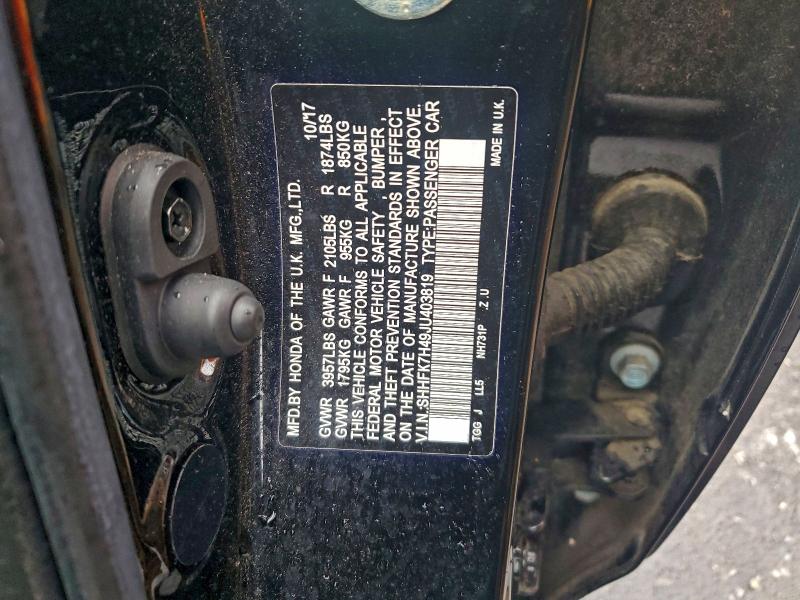 MFD.BY HONDA OF THE U.K. MFG.,LTD. 10/17
GVWR 3957LBS GAWR F 2105LBS R 1874LBS
GVWR 1795KG GAWR F 955KG R 850KG
THIS VEHICLE CONFORMS TO ALL APPLICABLE
FEDERAL MOTOR VEHICLE SAFETY , BUMPER ,
AND THEFT PREVENTION STANDARDS IN EFFECT
ON THE DATE OF MANUFACTURE SHOWN ABOVE.
V.I.N.:SHHFK7H49JU403819 TYPE:PASSENGER CAR
TGG J LL5 NH731P .Z.U MADE IN U.K.